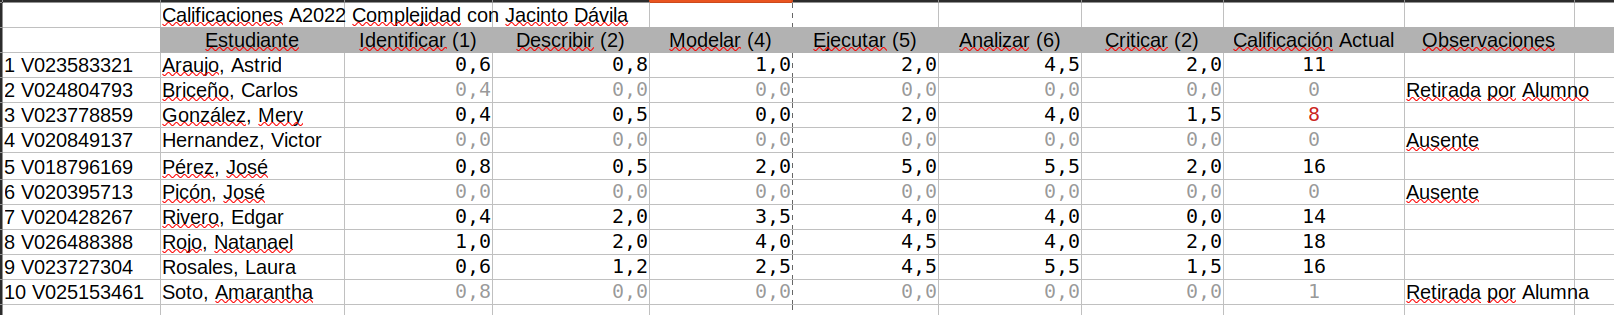 Calificaciones A2022 Complejidad con Jacinto Dávila
Estudiante Identificar (1) Describir (2) Modelar (4) Ejecutar (5) Analizar (6) Criticar (2) Calificación Actual Observaciones
1 V023583321 Araujo, Astrid 0,6 0,8 1,0 2,0 4,5 2,0 11
2 V024804793 Briceño, Carlos 0,4 0,0 0,0 0,0 0,0 0,0 0 Retirada por Alumno
3 V023778859 González, Mery 0,4 0,5 0,0 2,0 4,0 1,5 8
4 V020849137 Hernandez, Victor 0,0 0,0 0,0 0,0 0,0 0,0 0 Ausente
5 V018796169 Pérez, José 0,8 0,5 2,0 5,0 5,5 2,0 16
6 V020395713 Picón, José 0,0 0,0 0,0 0,0 0,0 0,0 0 Ausente
7 V020428267 Rivero, Edgar 0,4 2,0 3,5 4,0 4,0 0,0 14
8 V026488388 Rojo, Natanael 1,0 2,0 4,0 4,5 4,0 2,0 18
9 V023727304 Rosales, Laura 0,6 1,2 2,5 4,5 5,5 1,5 16
10 V025153461 Soto, Amarantha 0,8 0,0 0,0 0,0 0,0 0,0 1 Retirada por Alumna